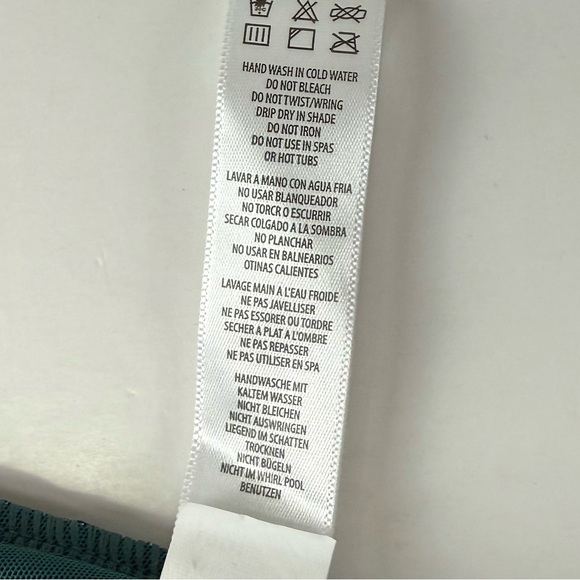 HAND WASH IN COLD WATER
DO NOT BLEACH
DO NOT TWIST/WRING
DRIP DRY IN SHADE
DO NOT IRON
DO NOT USE IN SPAS
OR HOT TUBS
LAVAR A MANO CON AGUA FRIA
NO USAR BLANQUEADOR
NO TORCR O ESCURRIR
SECAR COLGADO A LA SOMBRA
NO PLANCHAR
NO USAR EN BALNEARIOS
OTINAS CALIENTES
LAVAGE MAIN A L'EAU FROIDE
NE PAS JAVELLISER
NE PAS ESSORER OU TORDRE
SECHER A PLAT A L'OMBRE
NE PAS REPASSER
NE PAS UTILISER EN SPA
HANDWASCHE MIT
KALTEM WASSER
NICHT BLEICHEN
NICHT AUSWRINGEN
LIEGEND IM SCHATTEN
TROCKNEN
NICHT BÜGELN
NICHT IM WHIRL POOL
BENUTZEN